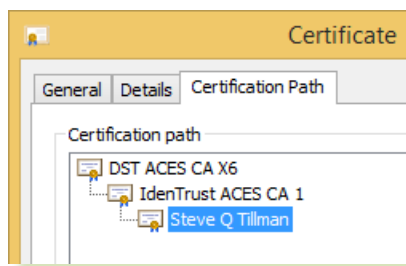 Certificate
General Details Certification Path
Certification path
DST ACES CA X6
IdenTrust ACES CA 1
Steve Q Tillman